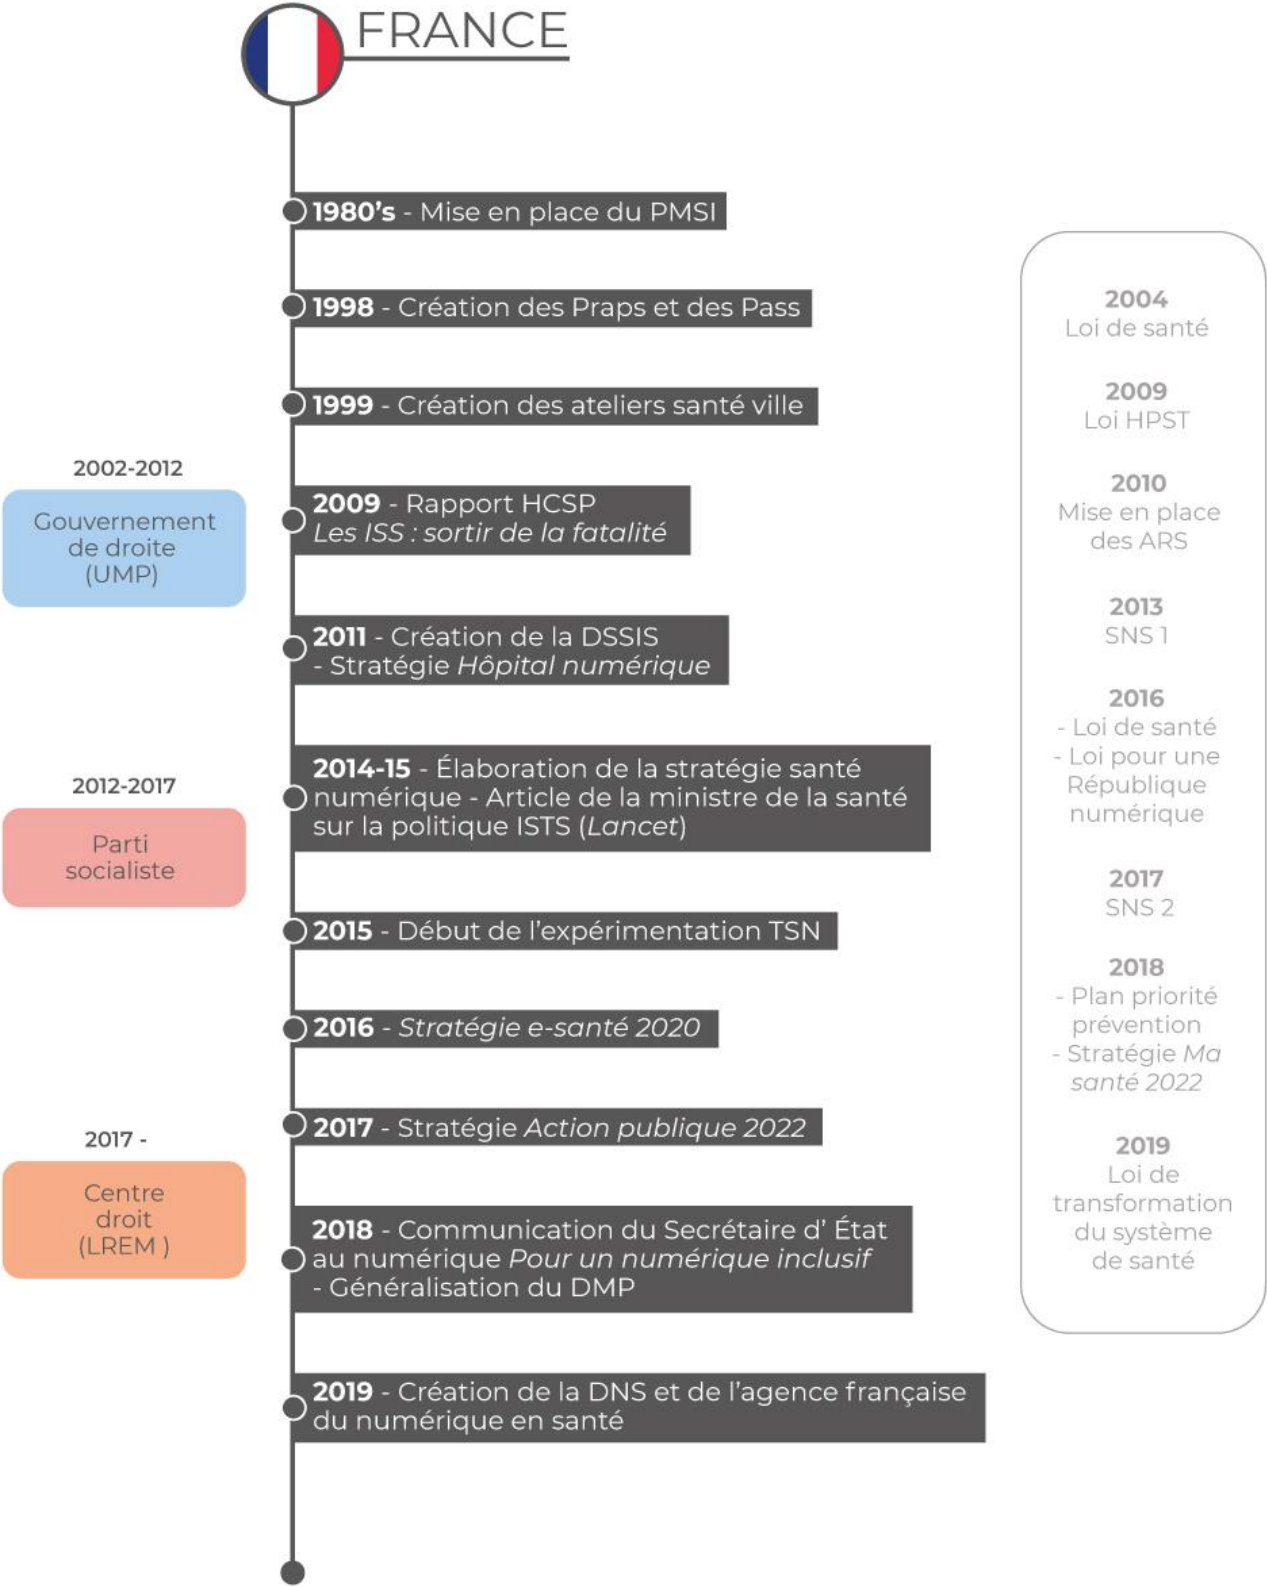 FRANCE
1980’s - Mise en place du PMSI
1998 - Création des Praps et des Pass
1999 - Création des ateliers santé ville
2002-2012
Gouvernement
de droite
(UMP)
2009 - Rapport HCSP
Les ISS : sortir de la fatalité
2011 - Création de la DSSIS
- Stratégie Hôpital numérique
2012-2017
Parti
socialiste
2014-15 - Élaboration de la stratégie santé
numérique - Article de la ministre de la santé
sur la politique ISTS (Lancet)
2015 - Début de l’expérimentation TSN
2016 - Stratégie e-santé 2020
2017 - Stratégie Action publique 2022
2017 -
Centre
droit
(LREM )
2018 - Communication du Secrétaire d’ État
au numérique Pour un numérique inclusif
- Généralisation du DMP
2019 - Création de la DNS et de l’agence française
du numérique en santé
2004
Loi de santé
2009
Loi HPST
2010
Mise en place
des ARS
2013
SNS 1
2016
- Loi de santé
- Loi pour une
République
numérique
2017
SNS 2
2018
- Plan priorité
prévention
- Stratégie Ma
santé 2022
2019
Loi de
transformation
du système
de santé